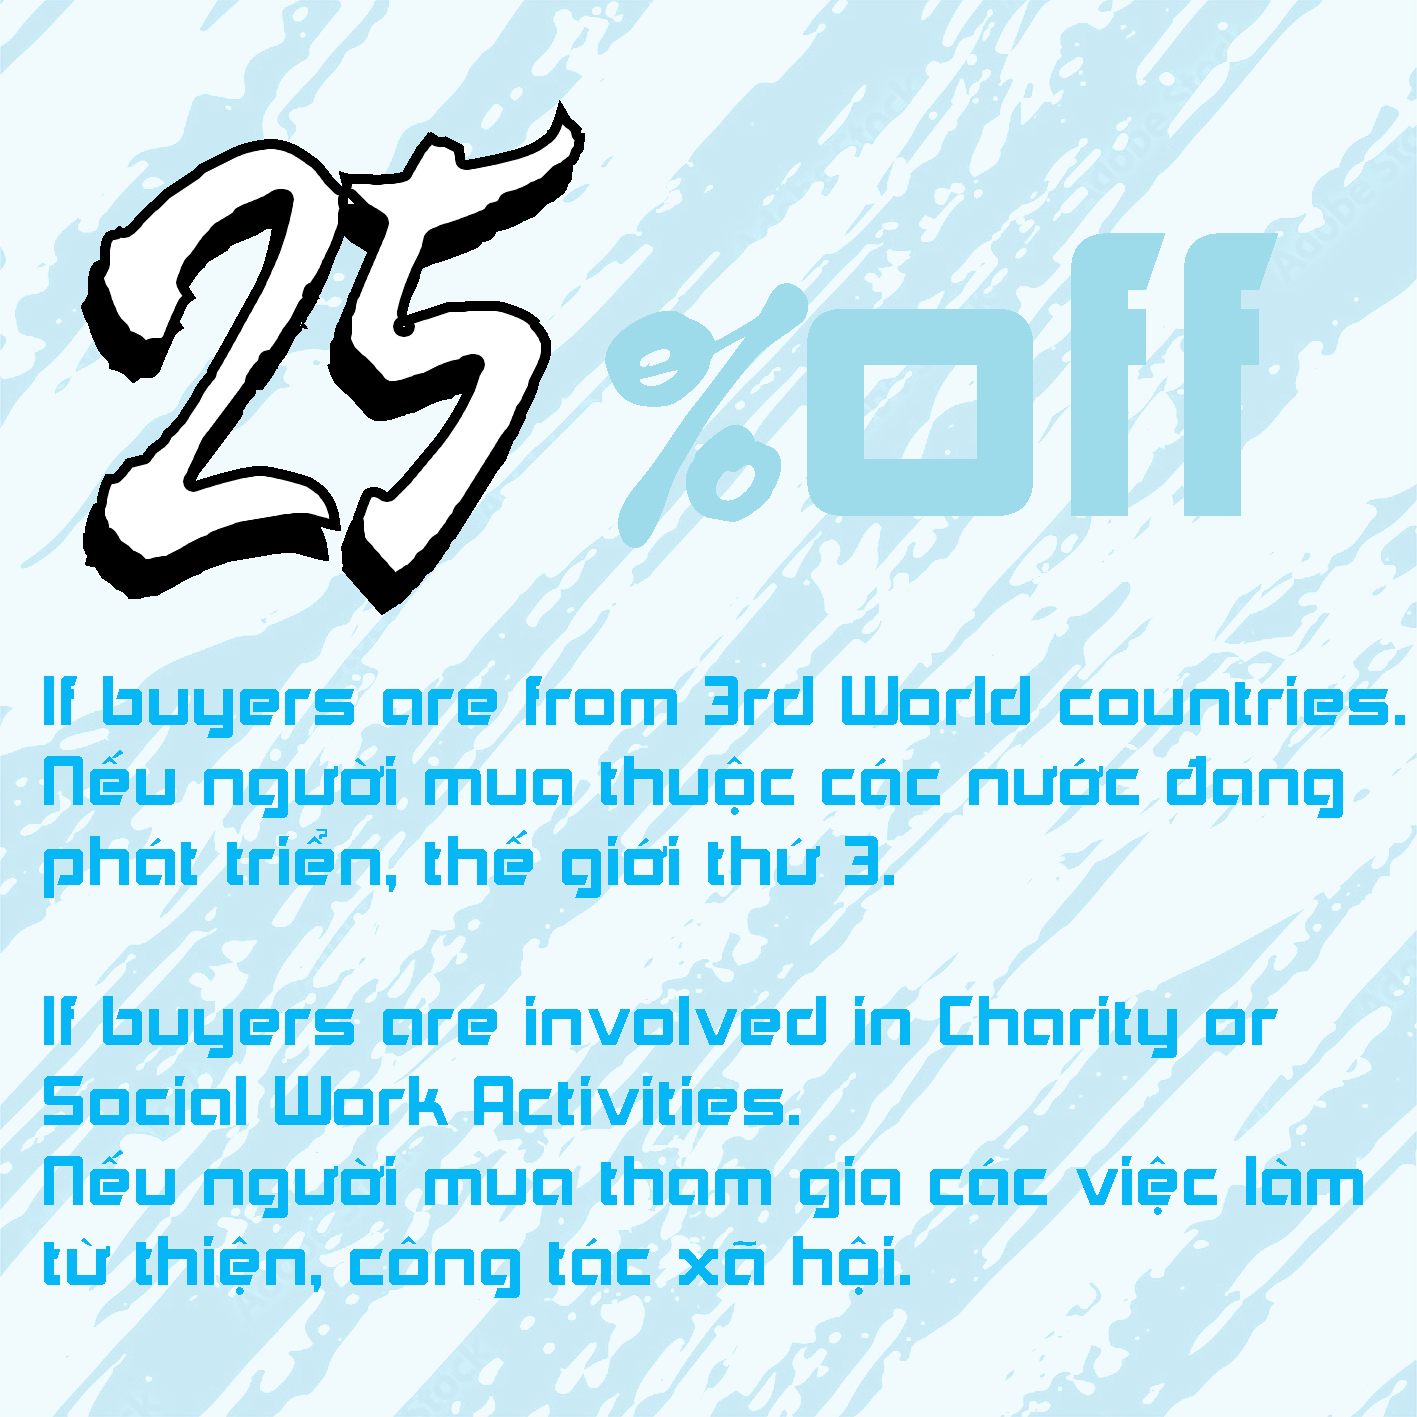 25%off
If buyers are from 3rd World countries.
Nếu người mua thuộc các nước đang
phát triển, thế giới thứ 3.
If buyers are involved in Charity or
Social Work Activities.
Nếu người mua tham gia các việc làm
từ thiện, công tác xã hội.
Adobe Stock